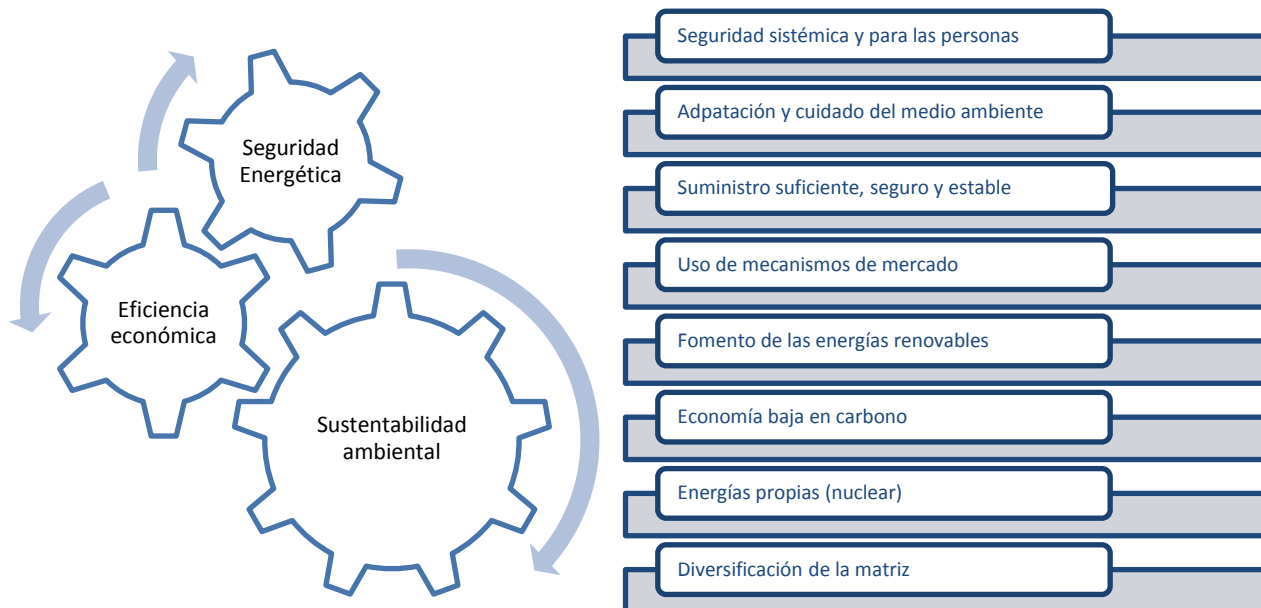 Seguridad
Energética
Eficiencia
económica
Sustentabilidad
ambiental
Seguridad sistémica y para las personas
Adpatación y cuidado del medio ambiente
Suministro suficiente, seguro y estable
Uso de mecanismos de mercado
Fomento de las energías renovables
Economía baja en carbono
Energías propias (nuclear)
Diversificación de la matriz